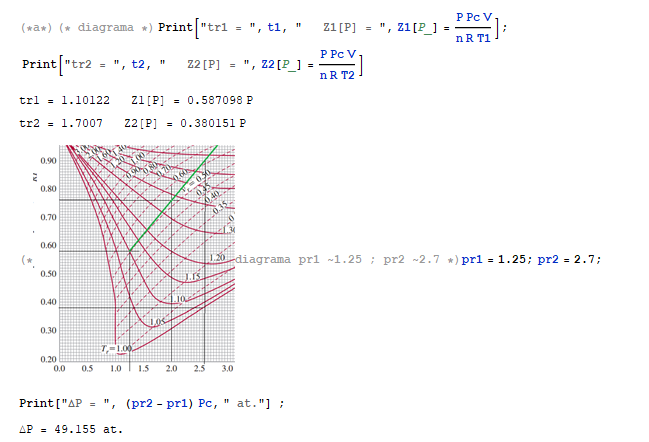 (*a*) (* diagrama *) Print["tr1 = ", t1, "   Z1[P] = ", Z1[P_] = P Pc V / n R T1];
Print["tr2 = ", t2, "   Z2[P] = ", Z2[P_] = P Pc V / n R T2]
tr1 = 1.10122   Z1[P] = 0.587098 P
tr2 = 1.7007   Z2[P] = 0.380151 P
0.90
0.80
0.70
0.60
0.50
0.40
0.30
0.20
1.20
1.15
1.10
1.05
Tr=1.00
0.0 0.5 1.0 1.5 2.0 2.5 3.0
(* diagrama pr1 ~1.25 ; pr2 ~2.7 *) pr1 = 1.25; pr2 = 2.7;
Print["ΔP = ", (pr2 - pr1) Pc, " at."] ;
ΔP = 49.155 at.